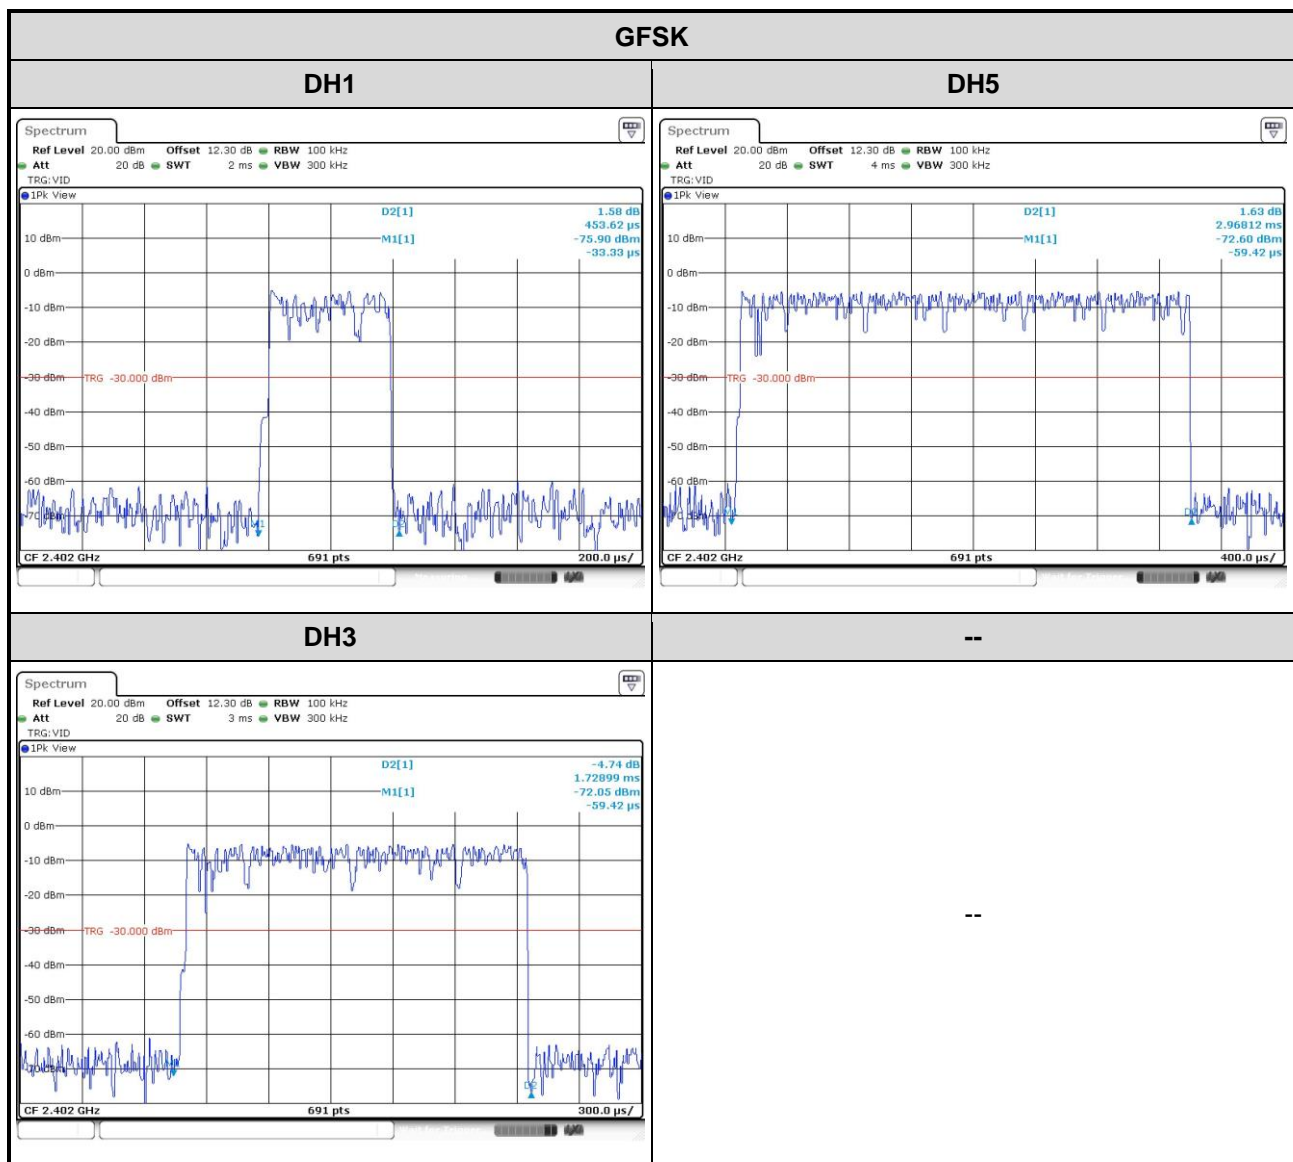 GFSK
DH1
DH5
Spectrum
Ref Level 20.00 dBm Offset 12.30 dB RBW 100 kHz
Att 20 dB SWT 2 ms VBW 300 kHz
TRG:VID
1Pk View
D2[1] 1.58 dB
453.62 µs
M1[1] -75.90 dBm
-33.33 µs
10 dBm
0 dBm
-10 dBm
-20 dBm
-30 dBm
TRG -30.000 dBm
-40 dBm
-50 dBm
-60 dBm
-70 dBm
CF 2.402 GHz 691 pts 200.0 µs/
Spectrum
Ref Level 20.00 dBm Offset 12.30 dB RBW 100 kHz
Att 20 dB SWT 4 ms VBW 300 kHz
TRG:VID
1Pk View
D2[1] 1.63 dB
2.96812 ms
M1[1] -72.60 dBm
-59.42 µs
10 dBm
0 dBm
-10 dBm
-20 dBm
-30 dBm
TRG -30.000 dBm
-40 dBm
-50 dBm
-60 dBm
CF 2.402 GHz 691 pts 400.0 µs/
DH3
--
Spectrum
Ref Level 20.00 dBm Offset 12.30 dB RBW 100 kHz
Att 20 dB SWT 3 ms VBW 300 kHz
TRG:VID
1Pk View
D2[1] -4.74 dB
1.72899 ms
M1[1] -72.05 dBm
-59.42 µs
10 dBm
0 dBm
-10 dBm
-20 dBm
-30 dBm
TRG -30.000 dBm
-40 dBm
-50 dBm
-60 dBm
-70 dBm
D2
CF 2.402 GHz 691 pts 300.0 µs/
--